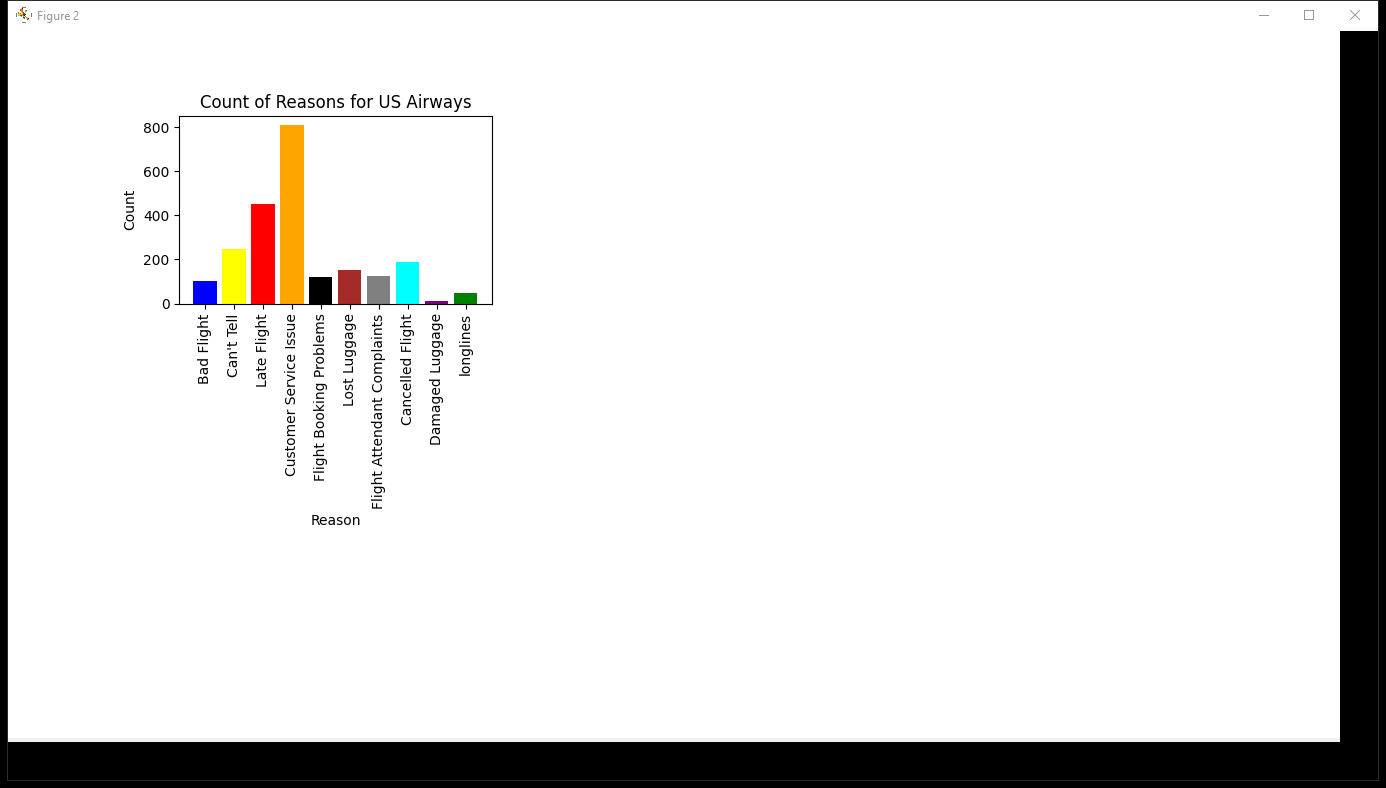 Figure 2
Count of Reasons for US Airways
800
600
400
200
0
Count
Bad Flight
Can't Tell
Late Flight
Customer Service Issue
Flight Booking Problems
Lost Luggage
Flight Attendant Complaints
Cancelled Flight
Damaged Luggage
longlines
Reason